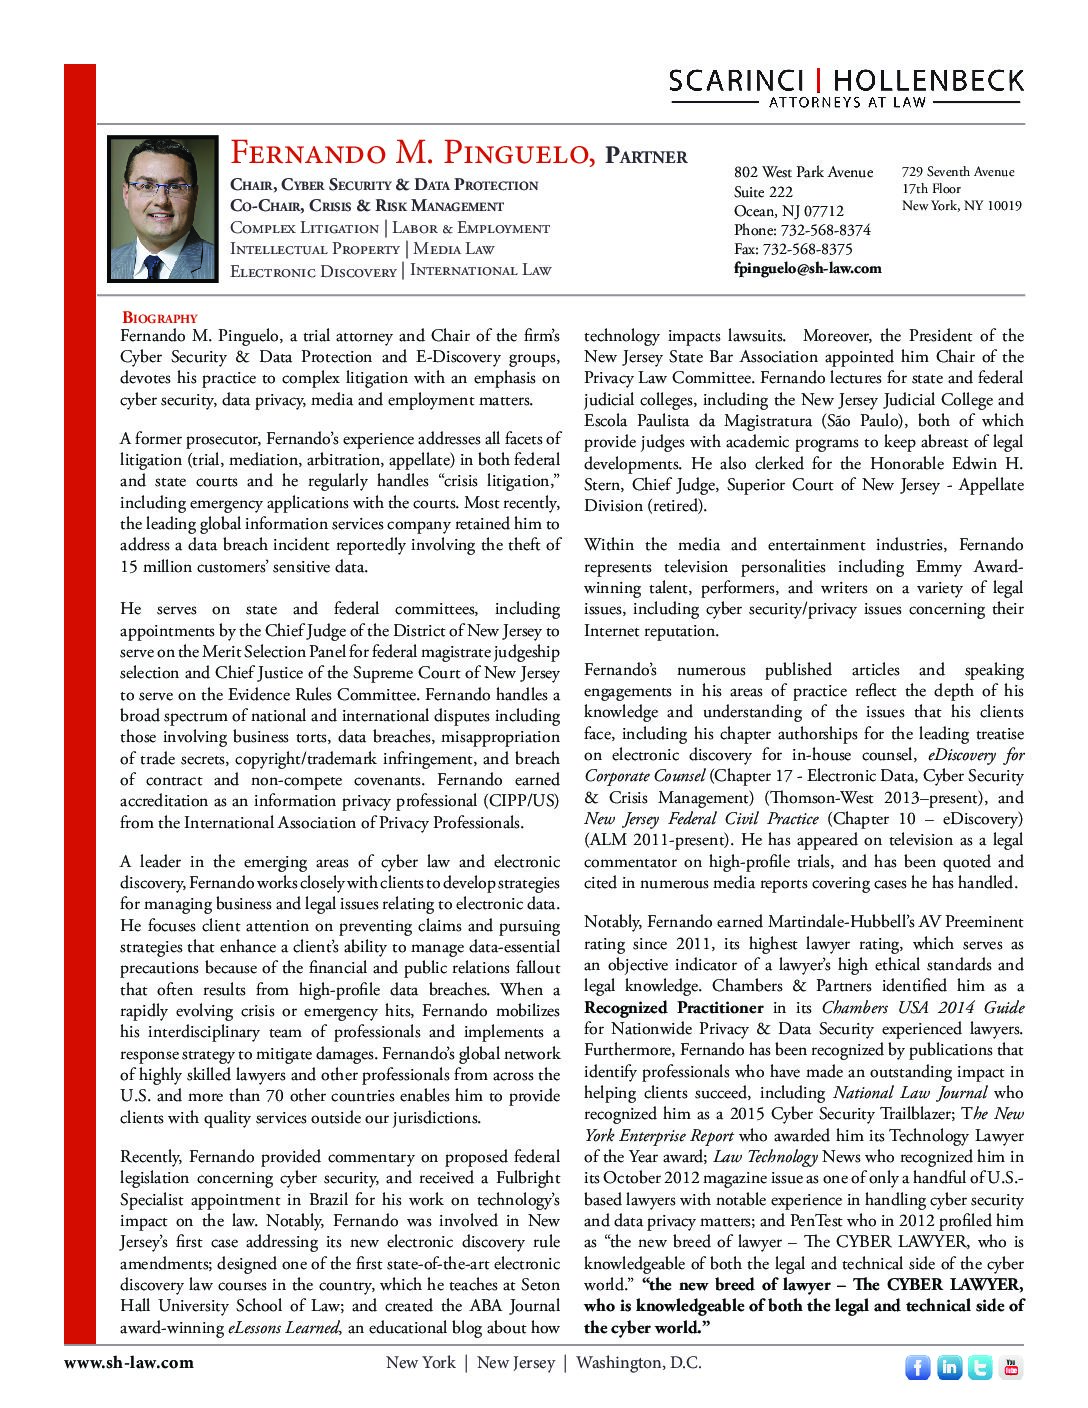 SCARINCI | HOLLENBECK
ATTORNEYS AT LAW
Fernando M. Pinguelo, Partner
Chair, Cyber Security & Data Protection
Co-Chair, Crisis & Risk Management
Complex Litigation | Labor & Employment
Intellectual Property | Media Law
Electronic Discovery | International Law
802 West Park Avenue
Suite 222
Ocean, NJ 07712
Phone: 732-568-8374
Fax: 732-568-8375
fpinguelo@sh-law.com
729 Seventh Avenue
17th Floor
New York, NY 10019
Biography
Fernando M. Pinguelo, a trial attorney and Chair of the firm's
Cyber Security & Data Protection and E-Discovery groups,
devotes his practice to complex litigation with an emphasis on
cyber security, data privacy, media and employment matters.
A former prosecutor, Fernando's experience addresses all facets of
litigation (trial, mediation, arbitration, appellate) in both federal
and state courts and he regularly handles “crisis litigation,”
including emergency applications with the courts. Most recently,
the leading global information services company retained him to
address a data breach incident reportedly involving the theft of
15 million customers' sensitive data.
He serves on state and federal committees, including
appointments by the Chief Judge of the District of New Jersey to
serve on the Merit Selection Panel for federal magistrate judgeship
selection and Chief Justice of the Supreme Court of New Jersey
to serve on the Evidence Rules Committee. Fernando handles a
broad spectrum of national and international disputes including
those involving business torts, data breaches, misappropriation
of trade secrets, copyright/trademark infringement, and breach
of contract and non-compete covenants. Fernando earned
accreditation as an information privacy professional (CIPP/US)
from the International Association of Privacy Professionals.
A leader in the emerging areas of cyber law and electronic
discovery, Fernando works closely with clients to develop strategies
for managing business and legal issues relating to electronic data.
He focuses client attention on preventing claims and pursuing
strategies that enhance a client's ability to manage data-essential
precautions because of the financial and public relations fallout
that often results from high-profile data breaches. When a
rapidly evolving crisis or emergency hits, Fernando mobilizes
his interdisciplinary team of professionals and implements a
response strategy to mitigate damages. Fernando's global network
of highly skilled lawyers and other professionals from across the
U.S. and more than 70 other countries enables him to provide
clients with quality services outside our jurisdictions.
Recently, Fernando provided commentary on proposed federal
legislation concerning cyber security, and received a Fulbright
Specialist appointment in Brazil for his work on technology's
impact on the law. Notably, Fernando was involved in New
Jersey's first case addressing its new electronic discovery rule
amendments; designed one of the first state-of-the-art electronic
discovery law courses in the country, which he teaches at Seton
Hall University School of Law; and created the ABA Journal
award-winning eLessons Learned, an educational blog about how
technology impacts lawsuits. Moreover, the President of the
New Jersey State Bar Association appointed him Chair of the
Privacy Law Committee. Fernando lectures for state and federal
judicial colleges, including the New Jersey Judicial College and
Escola Paulista da Magistratura (São Paulo), both of which
provide judges with academic programs to keep abreast of legal
developments. He also clerked for the Honorable Edwin H.
Stern, Chief Judge, Superior Court of New Jersey - Appellate
Division (retired).
Within the media and entertainment industries, Fernando
represents television personalities including Emmy Award-
winning talent, performers, and writers on a variety of legal
issues, including cyber security/privacy issues concerning their
Internet reputation.
Fernando's numerous published articles and speaking
engagements in his areas of practice reflect the depth of his
knowledge and understanding of the issues that his clients
face, including his chapter authorships for the leading treatise
on electronic discovery for in-house counsel, eDiscovery for
Corporate Counsel (Chapter 17 - Electronic Data, Cyber Security
& Crisis Management) (Thomson-West 2013–present), and
New Jersey Federal Civil Practice (Chapter 10 – eDiscovery)
(ALM 2011-present). He has appeared on television as a legal
commentator on high-profile trials, and has been quoted and
cited in numerous media reports covering cases he has handled.
Notably, Fernando earned Martindale-Hubbell's AV Preeminent
rating since 2011, its highest lawyer rating, which serves as
an objective indicator of a lawyer's high ethical standards and
legal knowledge. Chambers & Partners identified him as a
Recognized Practitioner in its Chambers USA 2014 Guide
for Nationwide Privacy & Data Security experienced lawyers.
Furthermore, Fernando has been recognized by publications that
identify professionals who have made an outstanding impact in
helping clients succeed, including National Law Journal who
recognized him as a 2015 Cyber Security Trailblazer; The New
York Enterprise Report who awarded him its Technology Lawyer
of the Year award; Law Technology News who recognized him in
its October 2012 magazine issue as one of only a handful of U.S.-
based lawyers with notable experience in handling cyber security
and data privacy matters; and PenTest who in 2012 profiled him
as “the new breed of lawyer – The CYBER LAWYER, who is
knowledgeable of both the legal and technical side of the cyber
world.” “the new breed of lawyer – The CYBER LAWYER,
who is knowledgeable of both the legal and technical side of
the cyber world.”
www.sh-law.com
New York | New Jersey | Washington, D.C.
f
in
t
You
Tube